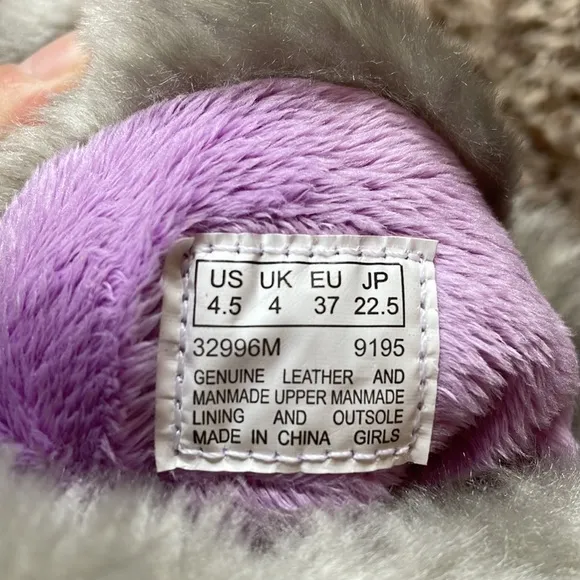 US UK EU JP
4.5 4 37 22.5
32996M 9195
GENUINE LEATHER AND
MANMADE UPPER MANMADE
LINING AND OUTSOLE
MADE IN CHINA GIRLS